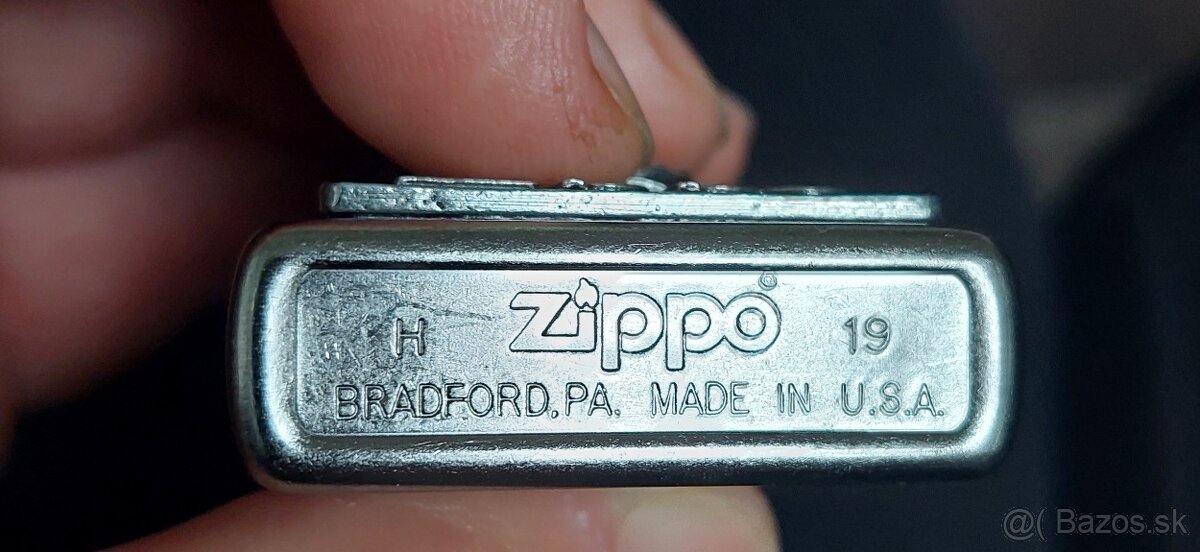 H zippo® 19
BRADFORD, PA. MADE IN U.S.A.
@( Bazos.sk